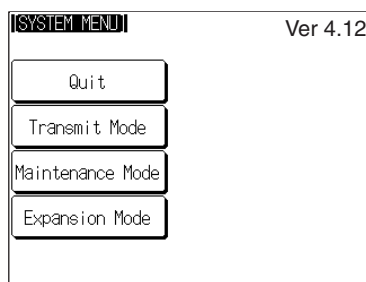 [SYSTEM MENU]
Ver 4.12
Quit
Transmit Mode
Maintenance Mode
Expansion Mode